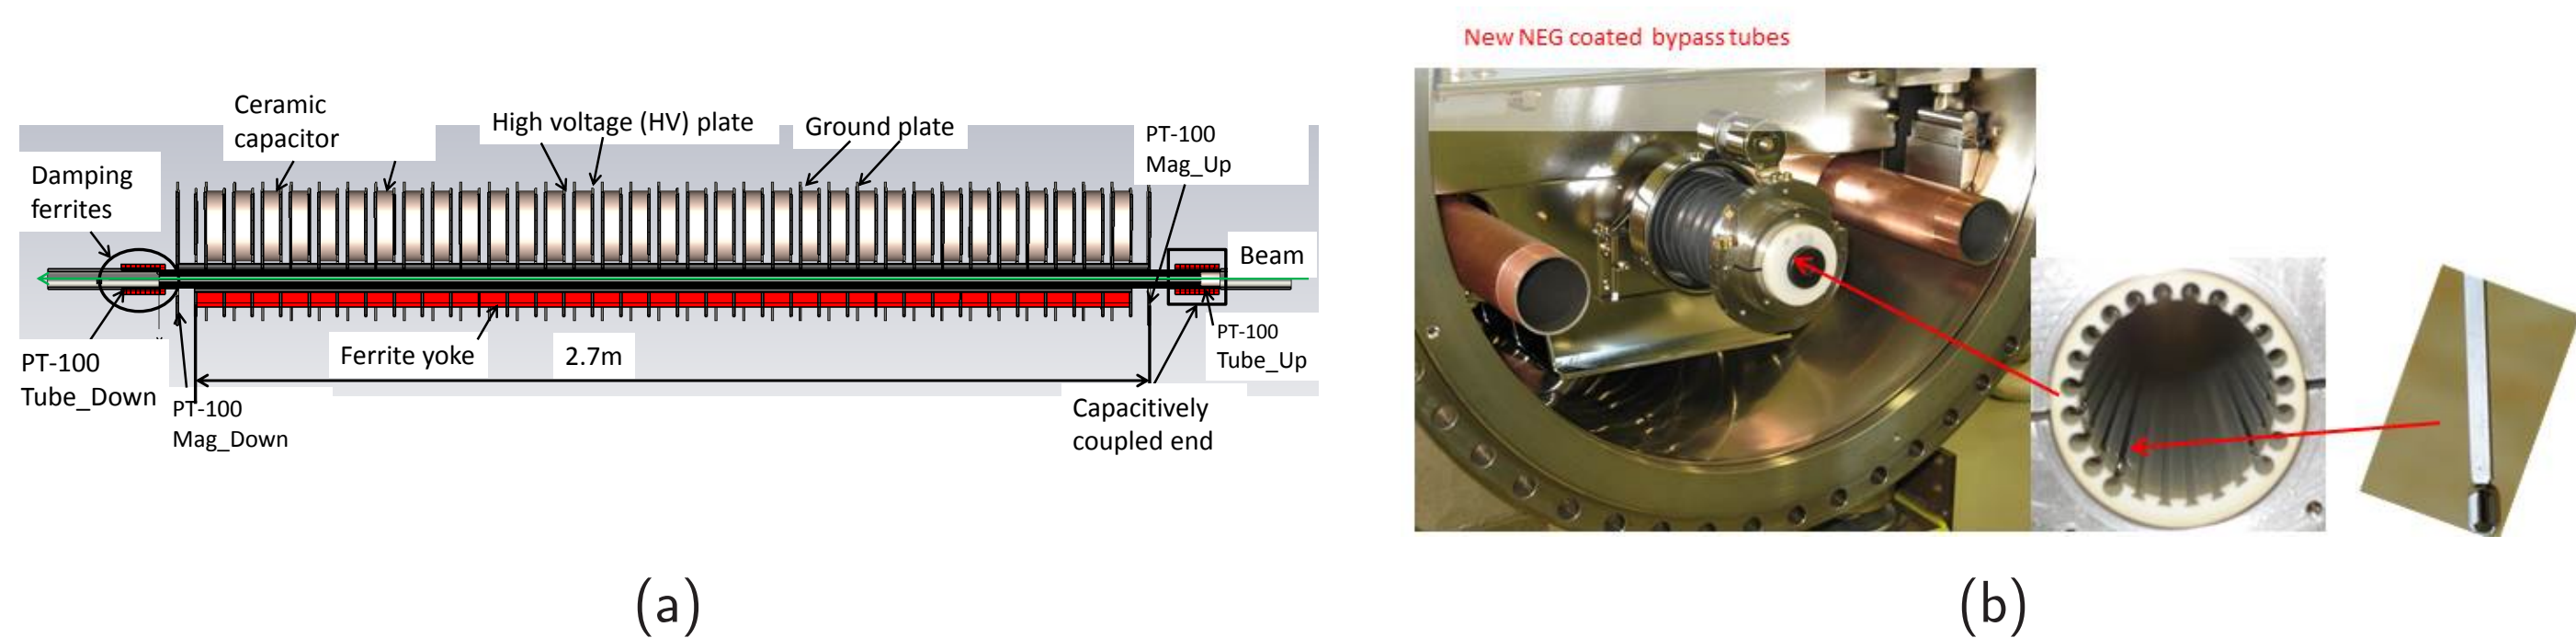 Ceramic
capacitor
High voltage (HV) plate
Ground plate
PT-100
Mag_Up
Damping
ferrites
Beam
PT-100
Tube_Down
PT-100
Mag_Down
Ferrite yoke
2.7m
PT-100
Tube_Up
Capacitively
coupled end
(a)
New NEG coated bypass tubes
(b)